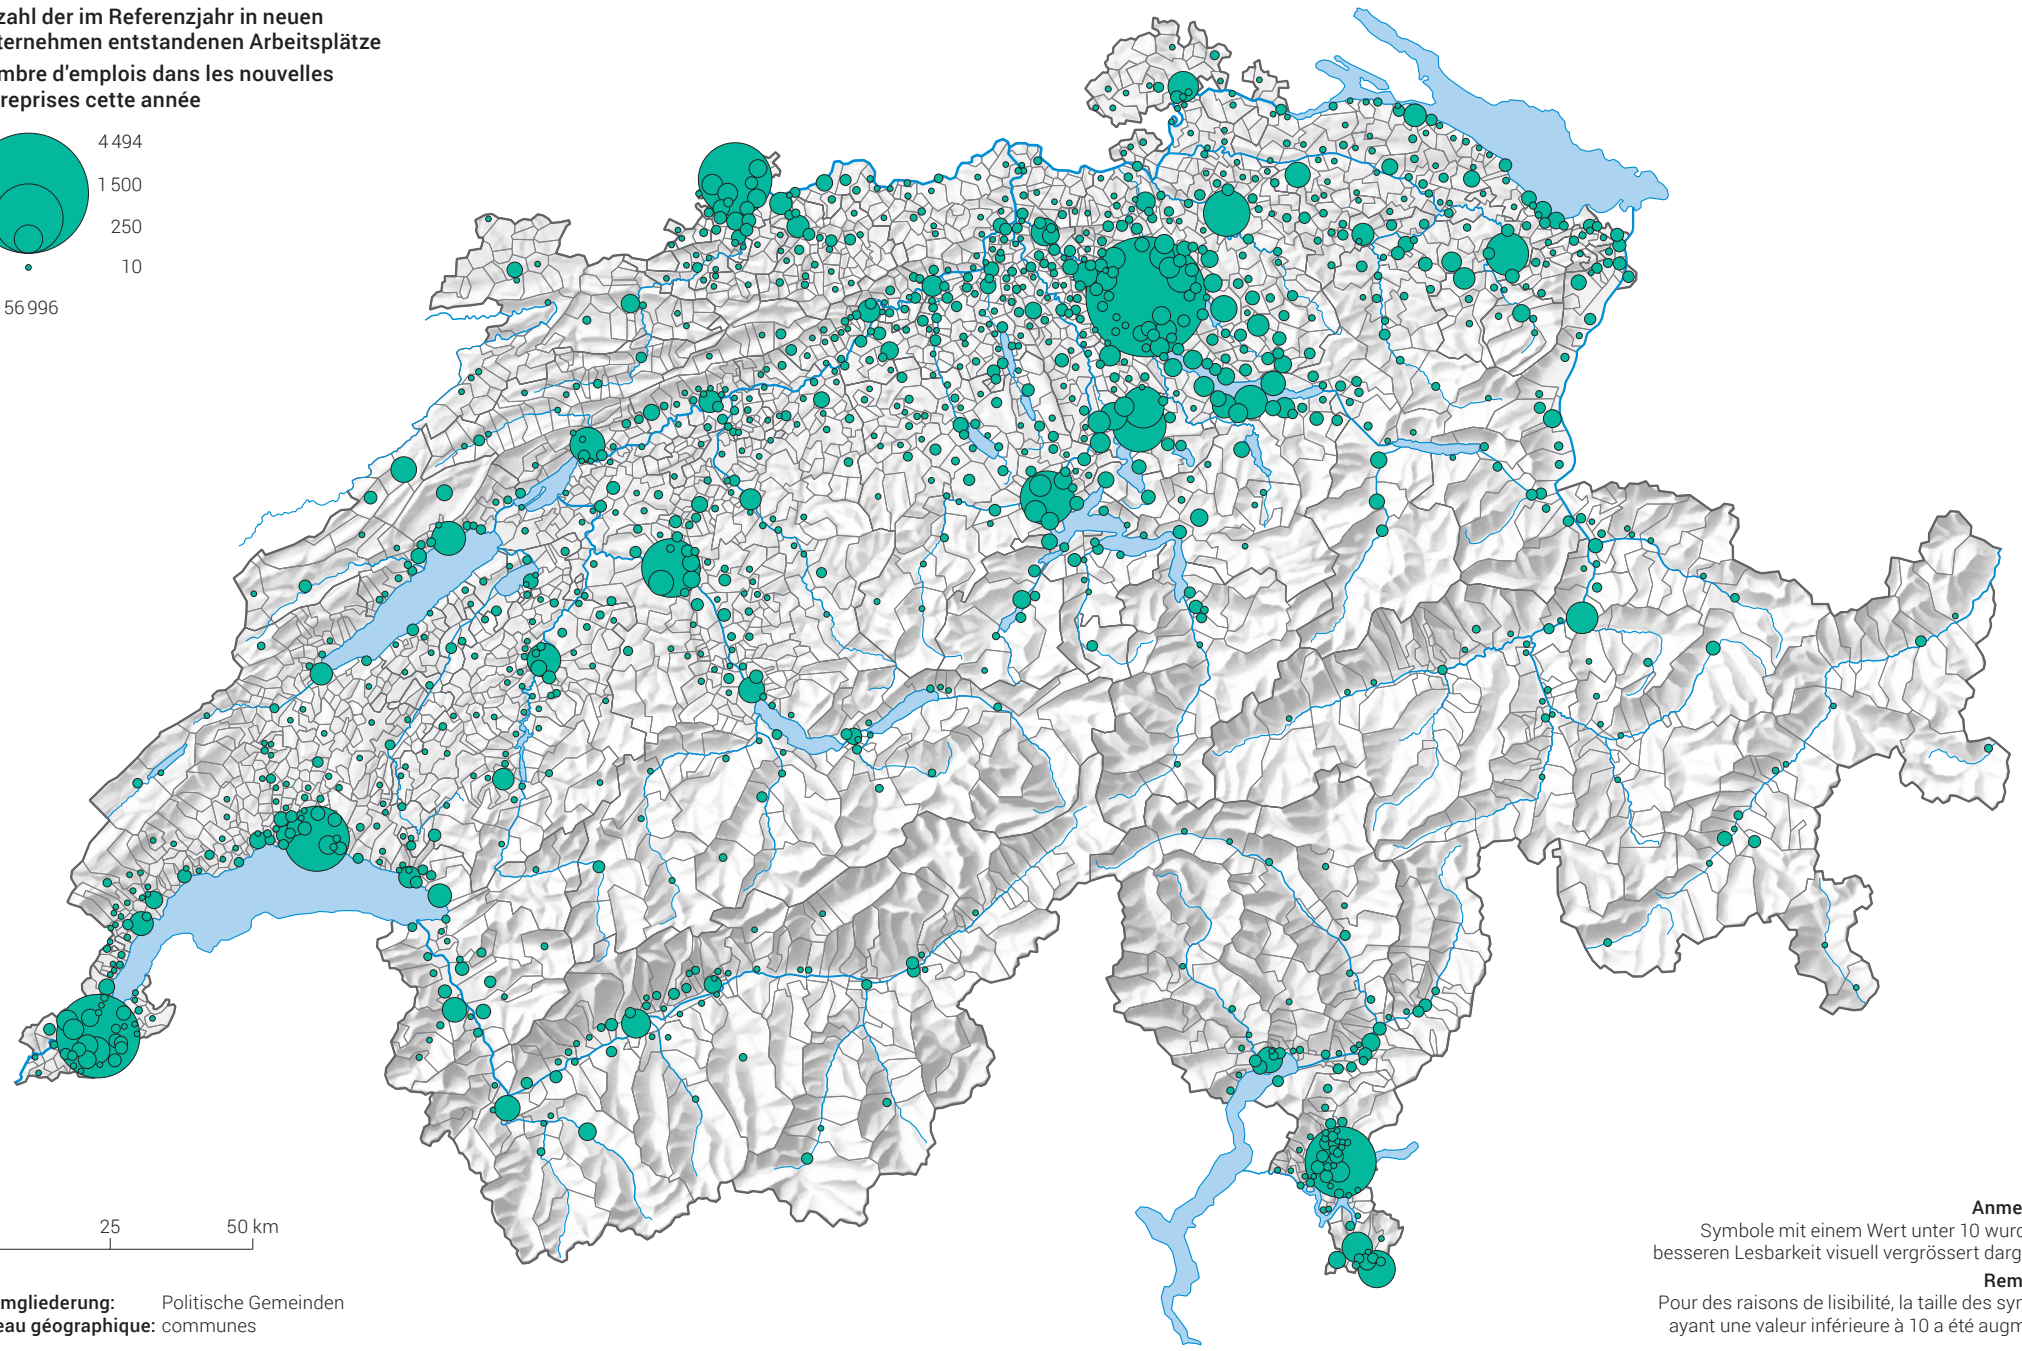 zahl der im Referenzjahr in neuen
ternehmen entstandenen Arbeitsplätze
mbre d'emplois dans les nouvelles
reprises cette année
4 494
1 500
250
10
56 996
25 50 km
mgliederung: Politische Gemeinden
eau géographique: communes
Anme
Symbole mit einem Wert unter 10 wurd
besseren Lesbarkeit visuell vergrössert darg
Rem
Pour des raisons de lisibilité, la taille des syr
ayant une valeur inférieure à 10 a été augm